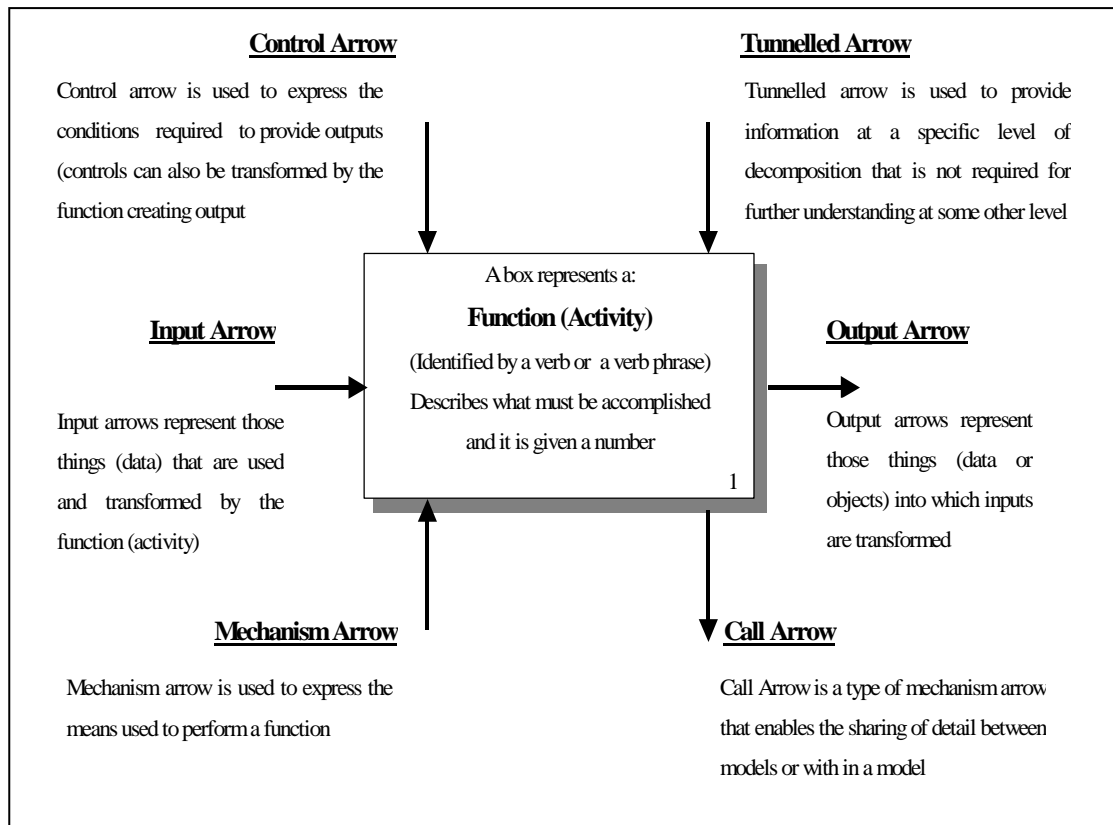 Control Arrow
Control arrow is used to express the
conditions required to provide outputs
(controls can also be transformed by the
function creating output
Tunnelled Arrow
Tunnelled arrow is used to provide
information at a specific level of
decomposition that is not required for
further understanding at some other level
Input Arrow
Input arrows represent those
things (data) that are used
and transformed by the
function (activity)
A box represents a:
Function (Activity)
(Identified by a verb or a verb phrase)
Describes what must be accomplished
and it is given a number
1
Output Arrow
Output arrows represent
those things (data or
objects) into which inputs
are transformed
Mechanism Arrow
Mechanism arrow is used to express the
means used to perform a function
Call Arrow
Call Arrow is a type of mechanism arrow
that enables the sharing of detail between
models or with in a model